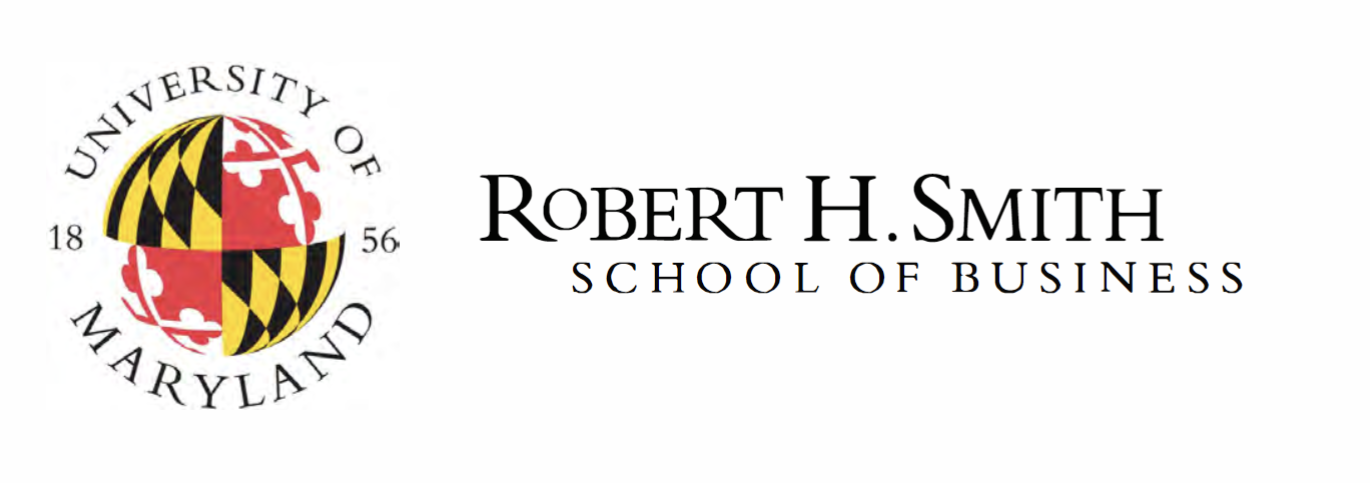 UNIVERSITY OF
18 56
MARYLAND
ROBERT H. SMITH
SCHOOL OF BUSINESS